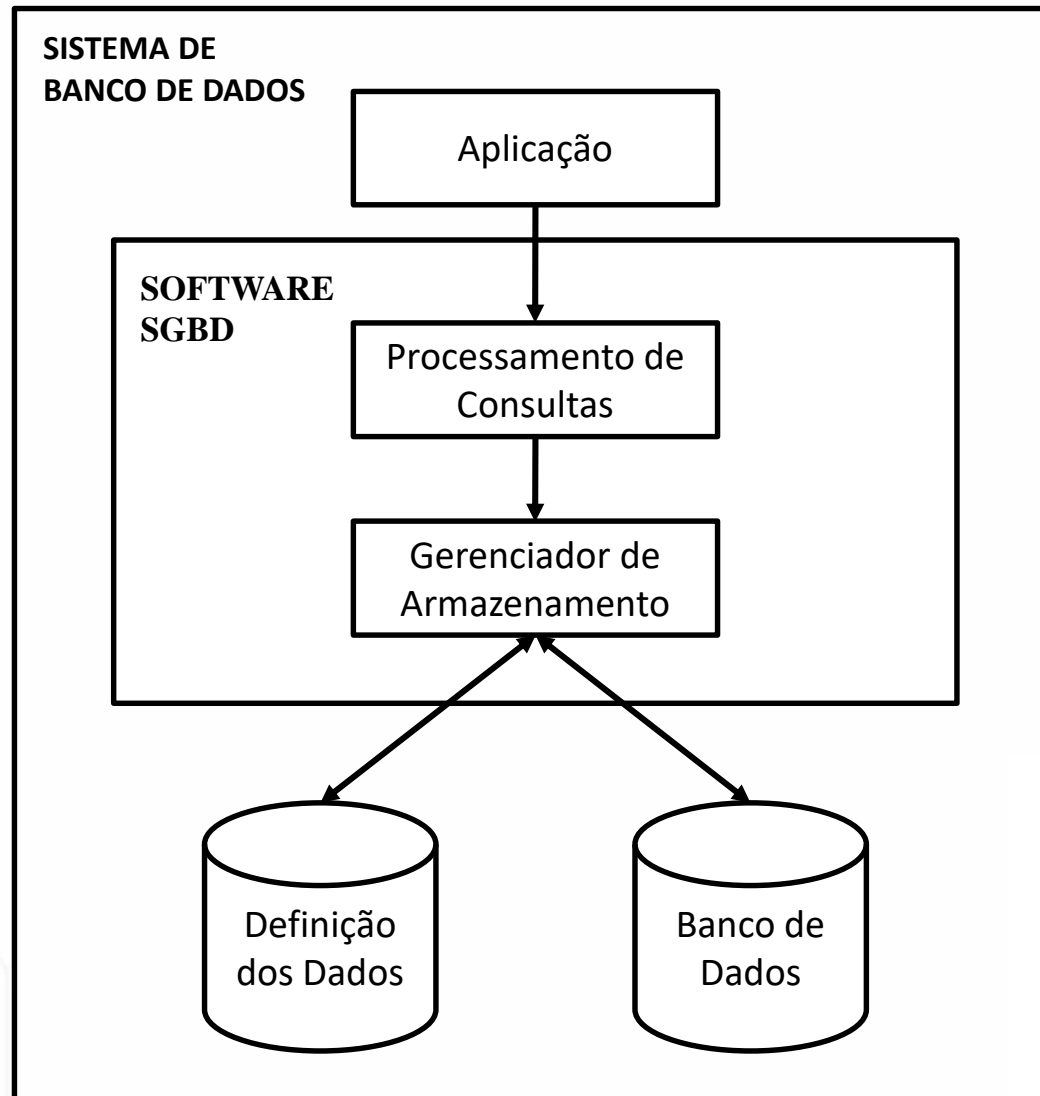 SISTEMA DE
BANCO DE DADOS
Aplicação
SOFTWARE
SGBD
Processamento de
Consultas
Gerenciador de
Armazenamento
Definição
dos Dados
Banco de
Dados